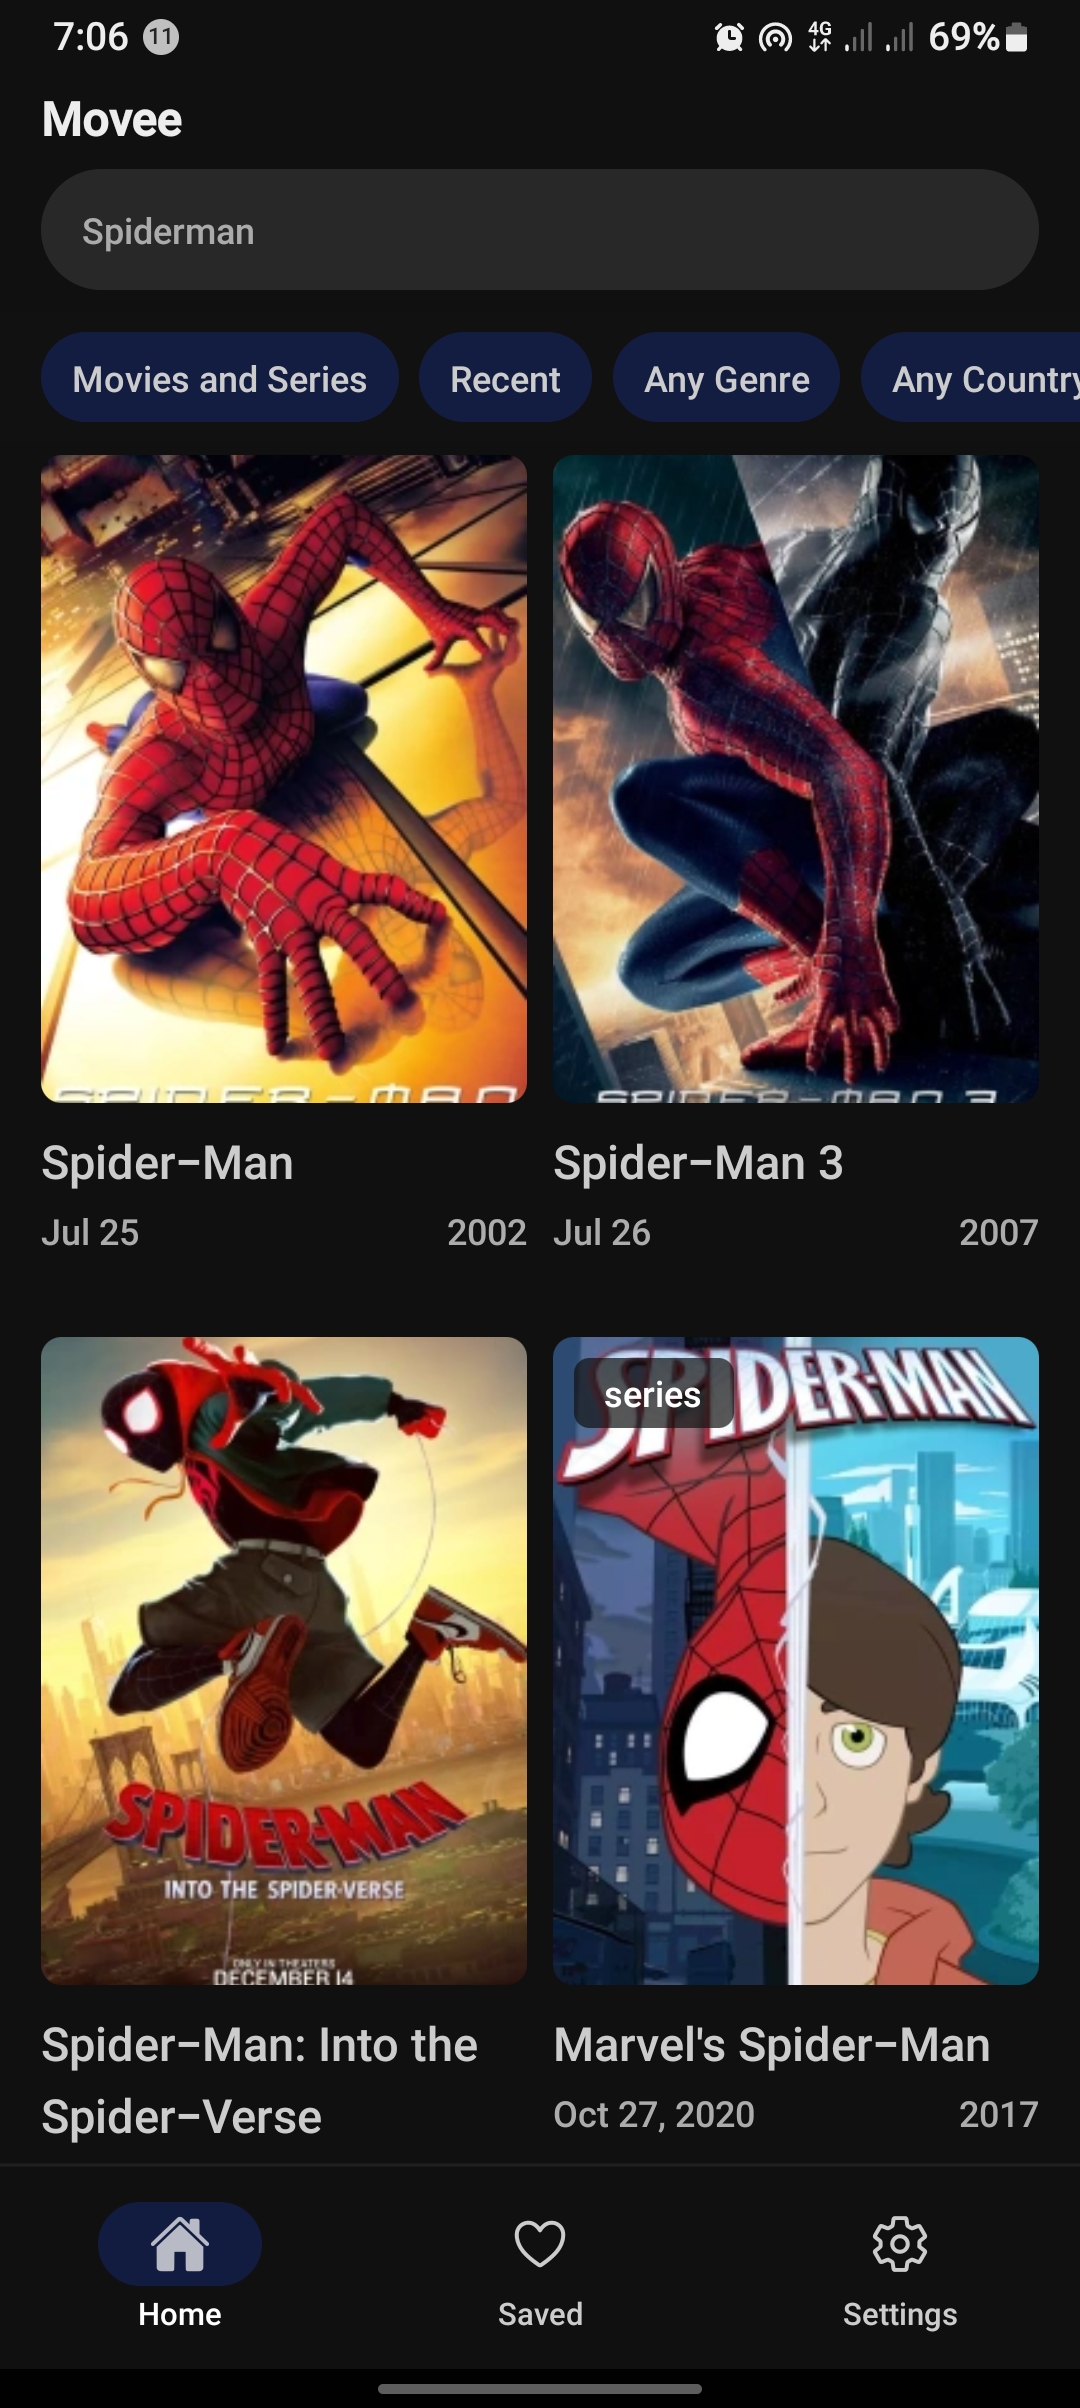 7:06 11 4G 69%
Movee
Spiderman
Movies and Series Recent Any Genre Any Country
SPIDER-MAN SPIDER-MAN 3
Spider-Man Spider-Man 3
Jul 25 2002 Jul 26 2007
SPIDER-MAN
series
SPIDER-MAN
INTO THE SPIDER-VERSE
ONLY IN THEATERS
DECEMBER 14
Spider-Man: Into the Marvel's Spider-Man
Spider-Verse Oct 27, 2020 2017
Home Saved Settings